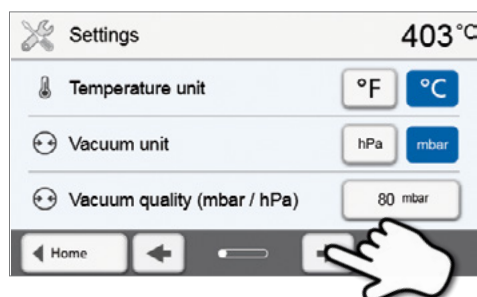 Settings 403 °C
Temperature unit °F °C
Vacuum unit hPa mbar
Vacuum quality (mbar / hPa) 80 mbar
Home